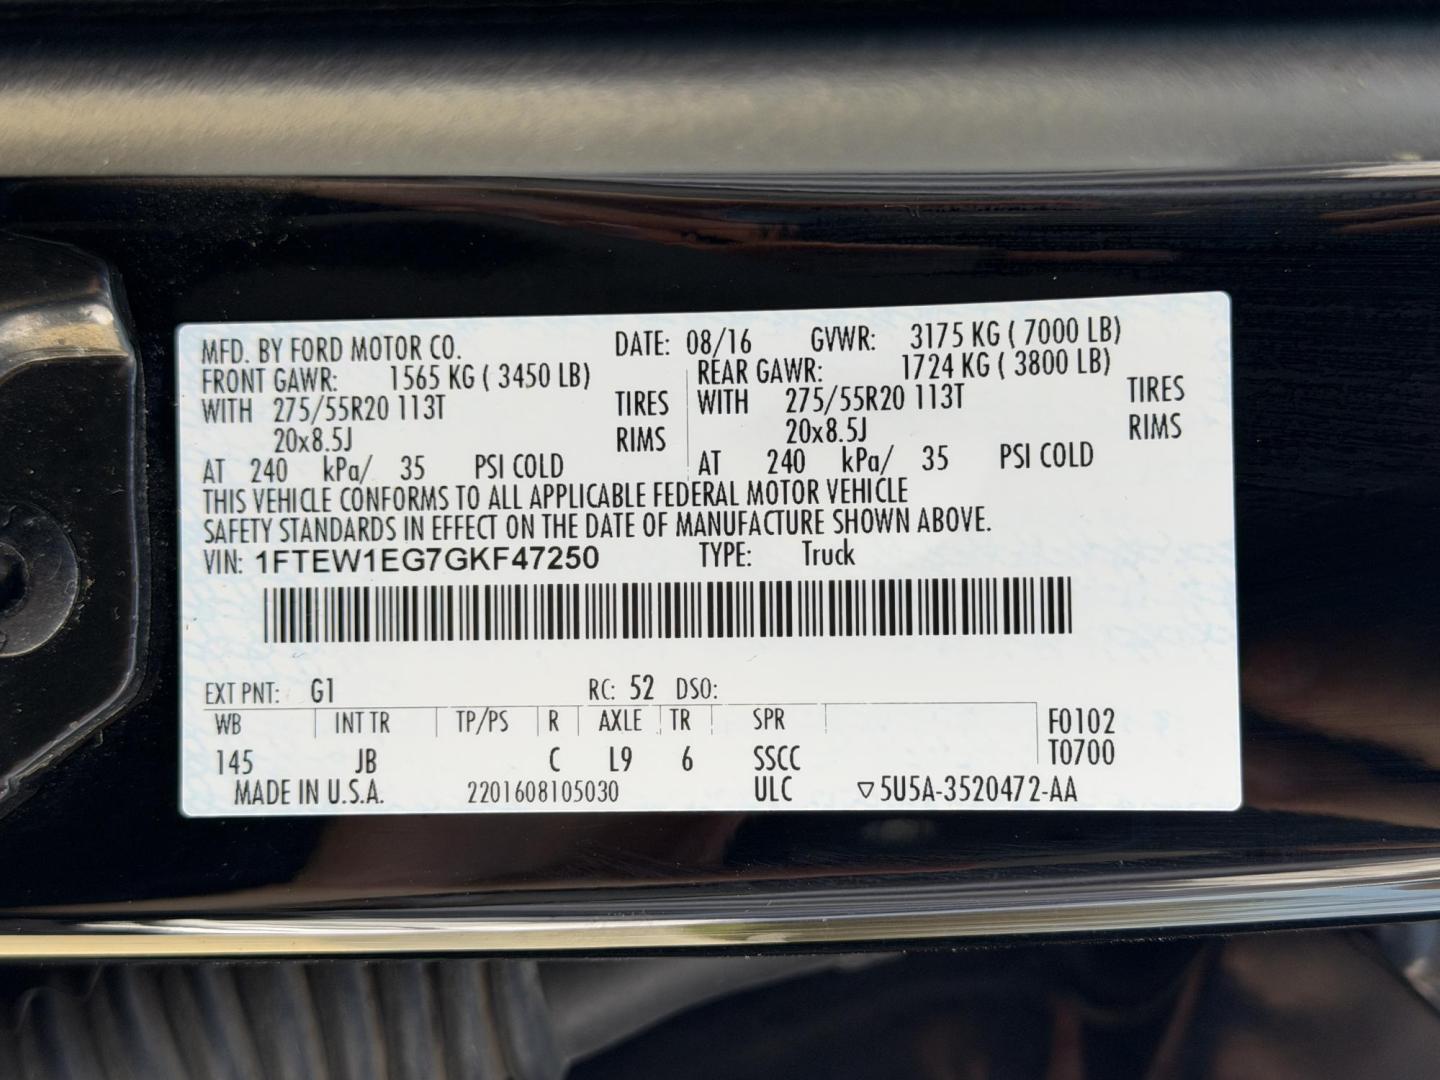 MFD. BY FORD MOTOR CO. DATE: 08/16 GVWR: 3175 KG ( 7000 LB)
FRONT GAWR: 1565 KG ( 3450 LB) REAR GAWR: 1724 KG ( 3800 LB)
WITH 275/55R20 113T TIRES WITH 275/55R20 113T TIRES
20x8.5J RIMS 20x8.5J RIMS
AT 240 kPa/ 35 PSI COLD AT 240 kPa/ 35 PSI COLD
THIS VEHICLE CONFORMS TO ALL APPLICABLE FEDERAL MOTOR VEHICLE
SAFETY STANDARDS IN EFFECT ON THE DATE OF MANUFACTURE SHOWN ABOVE.
VIN: 1FTEW1EG7GKF47250 TYPE: Truck
EXT PNT: G1 RC: 52 DSO:
WB INT TR TP/PS R AXLE TR SPR F0102
145 JB C L9 6 SSCC T0700
MADE IN U.S.A. 2201608105030 ULC ▽5U5A-3520472-AA